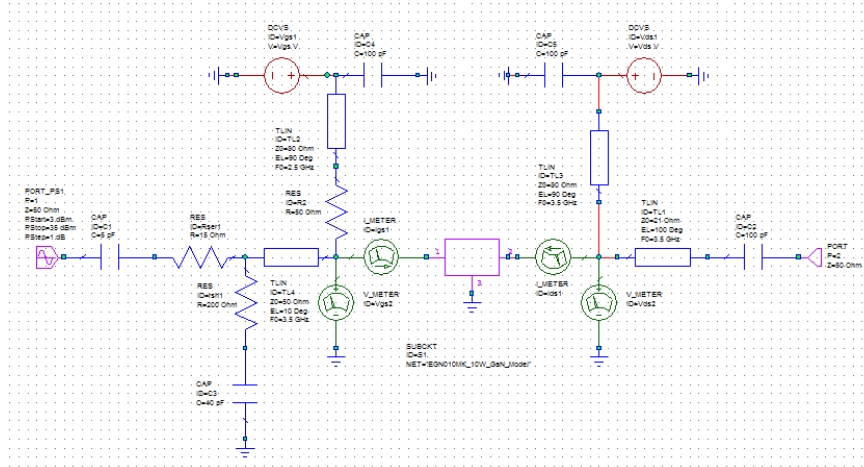 DCVS
ID=Vgs1
V=Vgs V
CAP
ID=C4
C=100 pF
CAP
ID=C5
C=100 pF
DCVS
ID=Vds1
V=Vds V
TLIN
ID=TL2
Z0=80 Ohm
EL=90 Deg
F0=2.5 GHz
TLIN
ID=TL3
Z0=80 Ohm
EL=90 Deg
F0=3.5 GHz
PORT_PS1
P=1
Z=50 Ohm
PStart=3 dBm
PStop=35 dBm
PStep=1 dB
CAP
ID=C1
C=5 pF
RES
ID=Rser1
R=15 Ohm
RES
ID=R2
R=50 Ohm
I_METER
ID=Igs1
1
2
3
TLIN
ID=TL1
Z0=21 Ohm
EL=100 Deg
F0=3.5 GHz
CAP
ID=C2
C=100 pF
PORT
P=2
Z=50 Ohm
RES
ID=rsh1
R=200 Ohm
TLIN
ID=TL4
Z0=50 Ohm
EL=10 Deg
F0=3.5 GHz
V_METER
ID=Vgs2
I_METER
ID=Ids1
V_METER
ID=Vds2
SUBCKT
ID=S1
NET="EGN010MK_10W_GaN_Model"
CAP
ID=C3
C=40 pF